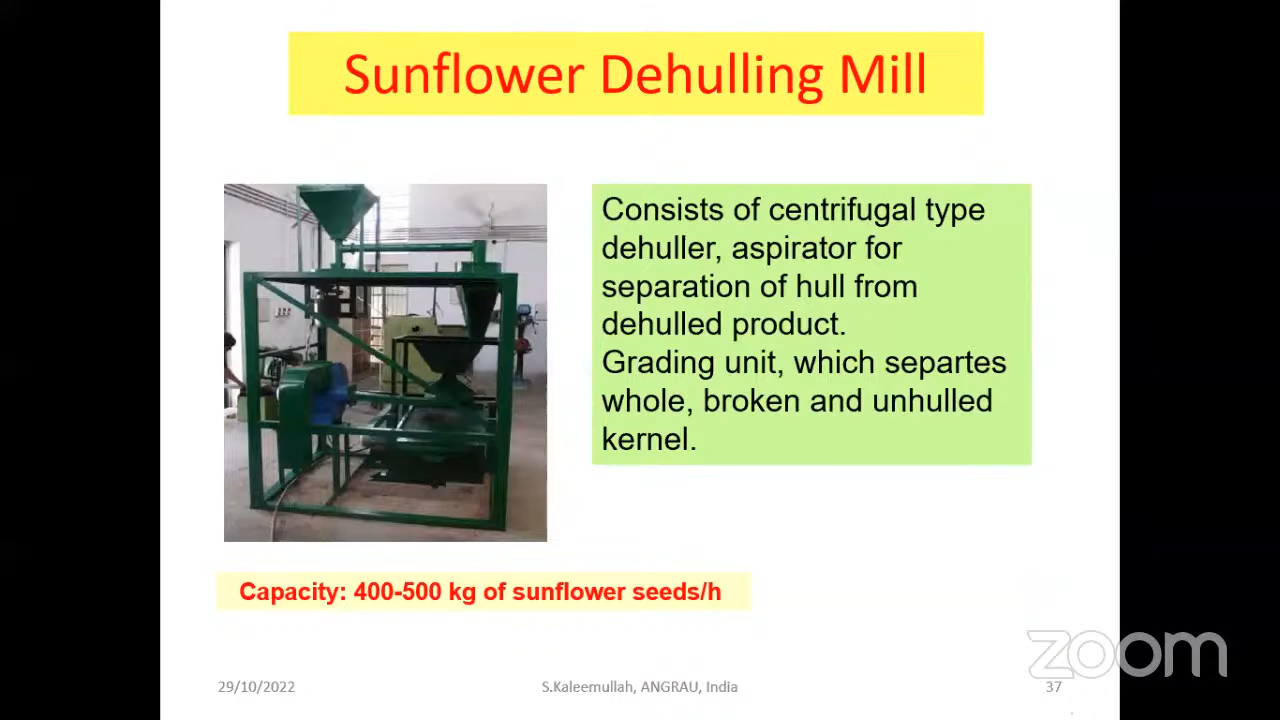 Sunflower Dehulling Mill
Consists of centrifugal type
dehuller, aspirator for
separation of hull from
dehulled product.
Grading unit, which separtes
whole, broken and unhulled
kernel.
Capacity: 400-500 kg of sunflower seeds/h
zoom
29/10/2022
S.Kaleemullah, ANGRAU, India
37